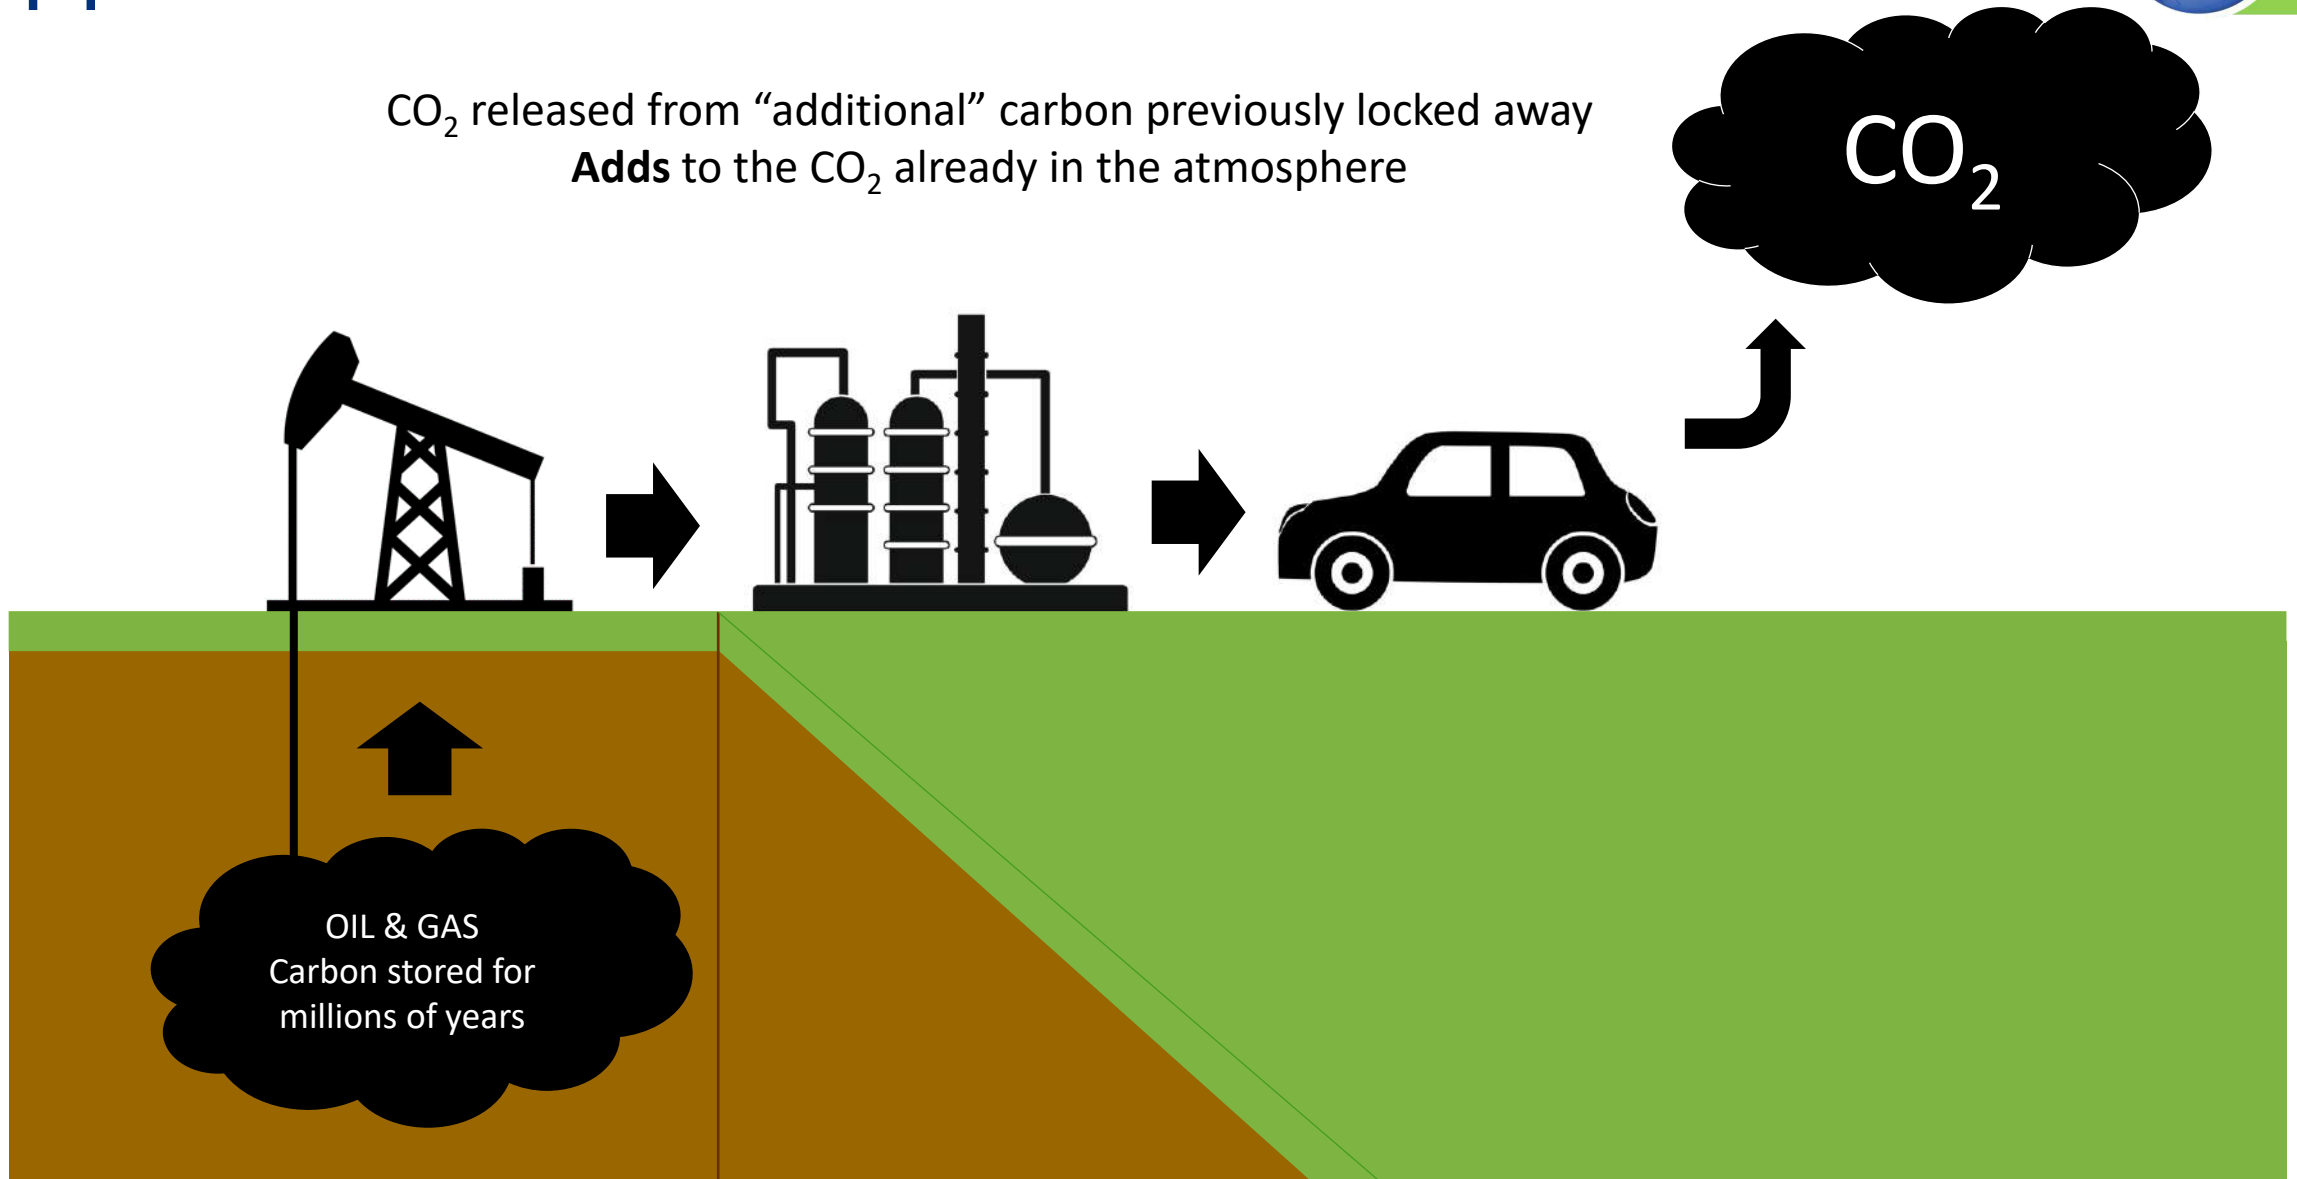 CO₂ released from “additional” carbon previously locked away
Adds to the CO₂ already in the atmosphere
CO₂
OIL & GAS
Carbon stored for
millions of years